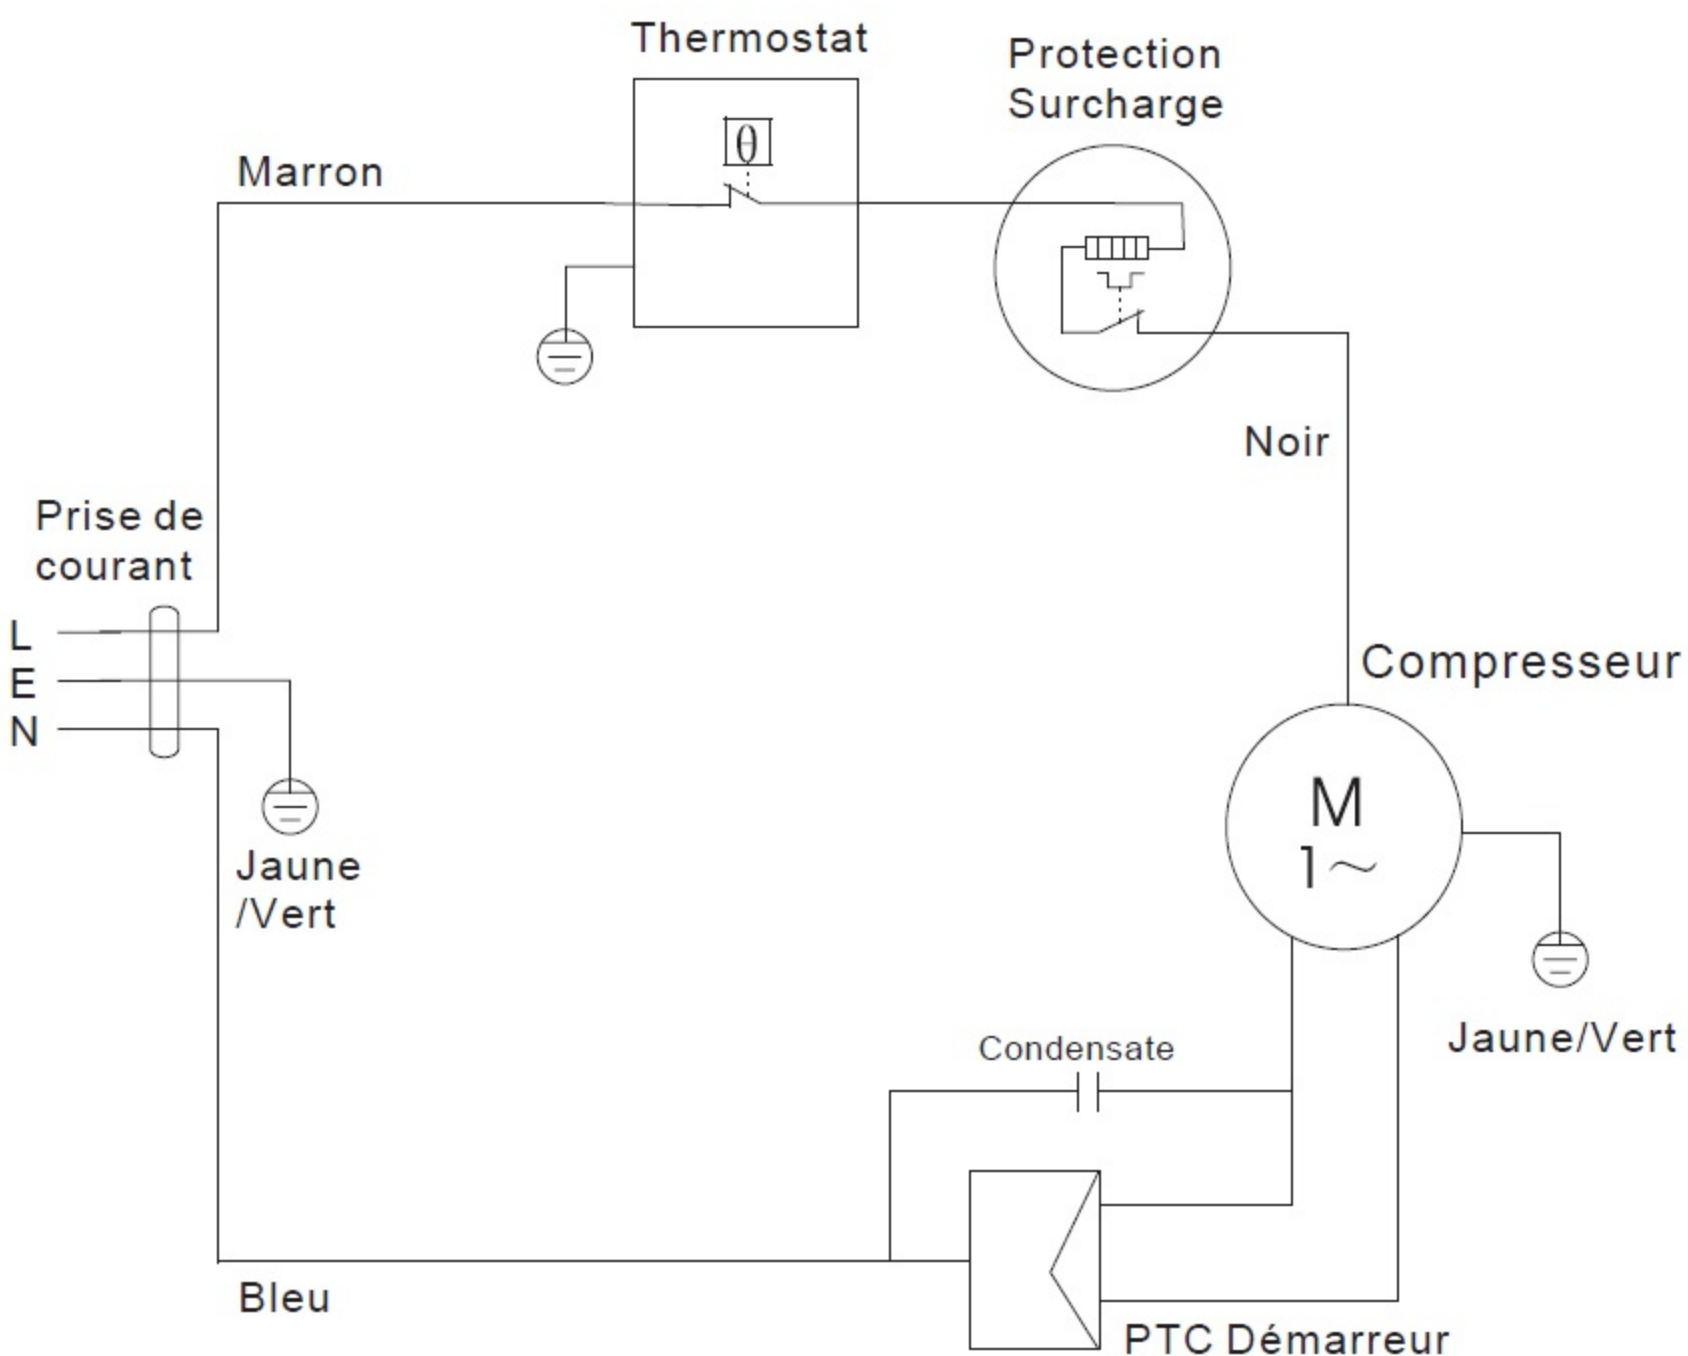 Thermostat
Protection
Surcharge
θ
Marron
Noir
Prise de
courant
L
E
N
Compresseur
M
1~
Jaune
/Vert
Jaune/Vert
Condensate
Bleu
PTC Démarreur